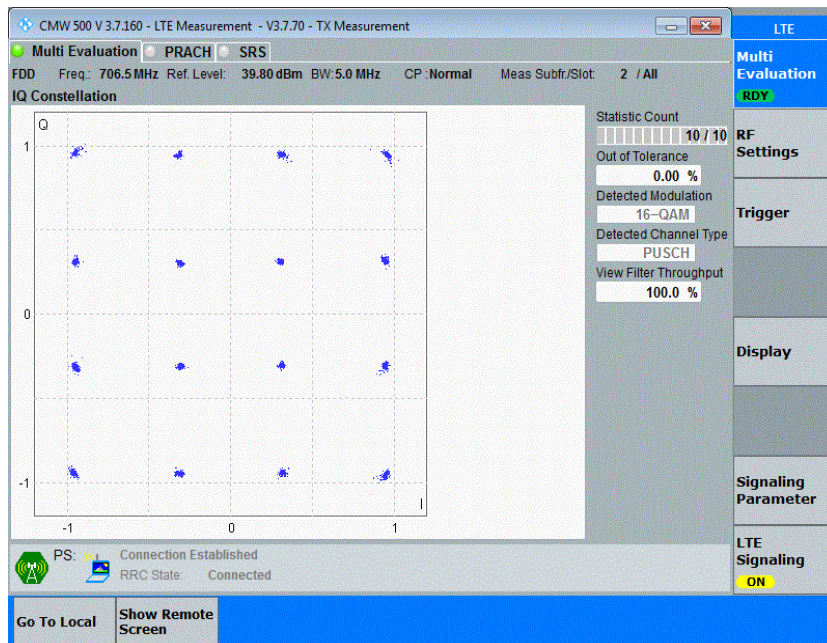 CMW 500 V 3.7.160 - LTE Measurement - V3.7.70 - TX Measurement
LTE
Multi Evaluation PRACH SRS
FDD Freq.: 706.5 MHz Ref. Level: 39.80 dBm BW: 5.0 MHz CP : Normal Meas Subfr./Slot: 2 / All
IQ Constellation
Q
1
0
-1
-1 0 1
I
Statistic Count
10 / 10
Out of Tolerance
0.00 %
Detected Modulation
16-QAM
Detected Channel Type
PUSCH
View Filter Throughput
100.0 %
Multi
Evaluation
RDY
RF
Settings
Trigger
Display
Signaling
Parameter
LTE
Signaling
ON
PS: Connection Established
RRC State: Connected
Go To Local
Show Remote
Screen